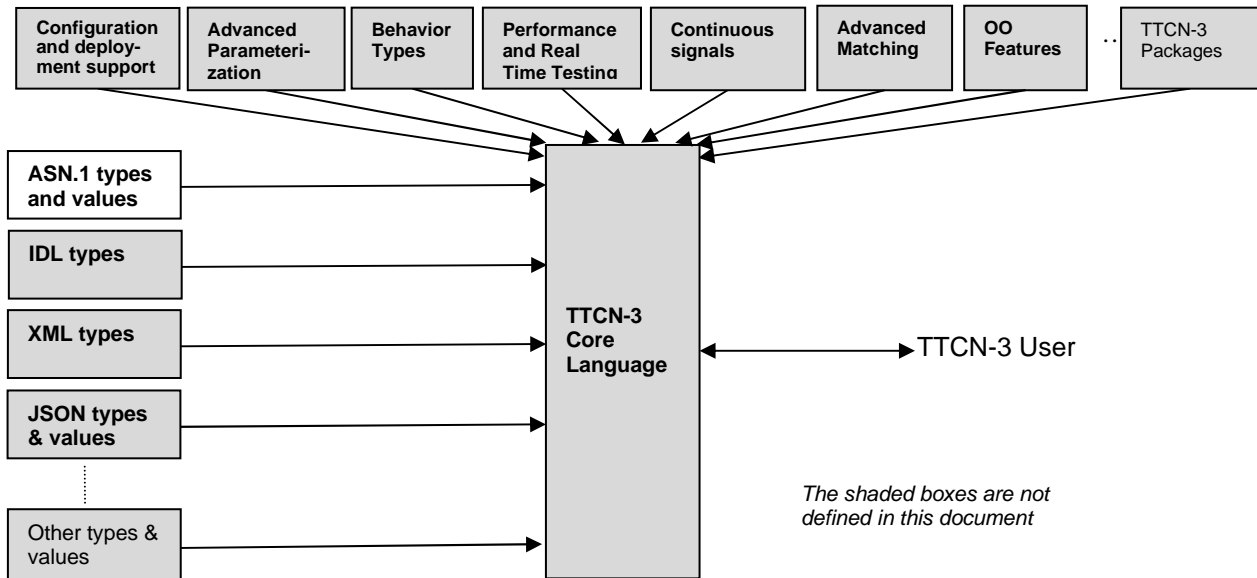 Configuration
and deploy-
ment support
Advanced
Parameteri-
zation
Behavior
Types
Performance
and Real
Time Testing
Continuous
signals
Advanced
Matching
OO
Features
..
TTCN-3
Packages
ASN.1 types
and values
IDL types
XML types
JSON types
& values
Other types &
values
TTCN-3
Core
Language
TTCN-3 User
The shaded boxes are not
defined in this document